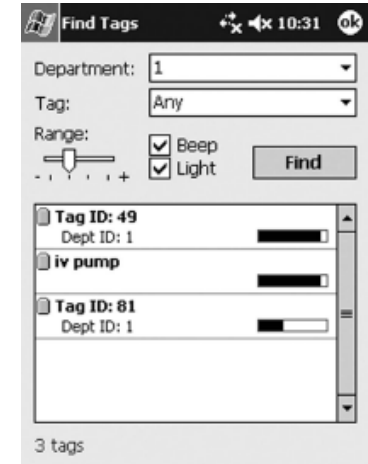 Find Tags 10:31 ok
Department: 1
Tag: Any
Range:
Beep
Light
Find
- +
Tag ID: 49
Dept ID: 1
iv pump
Tag ID: 81
Dept ID: 1
3 tags